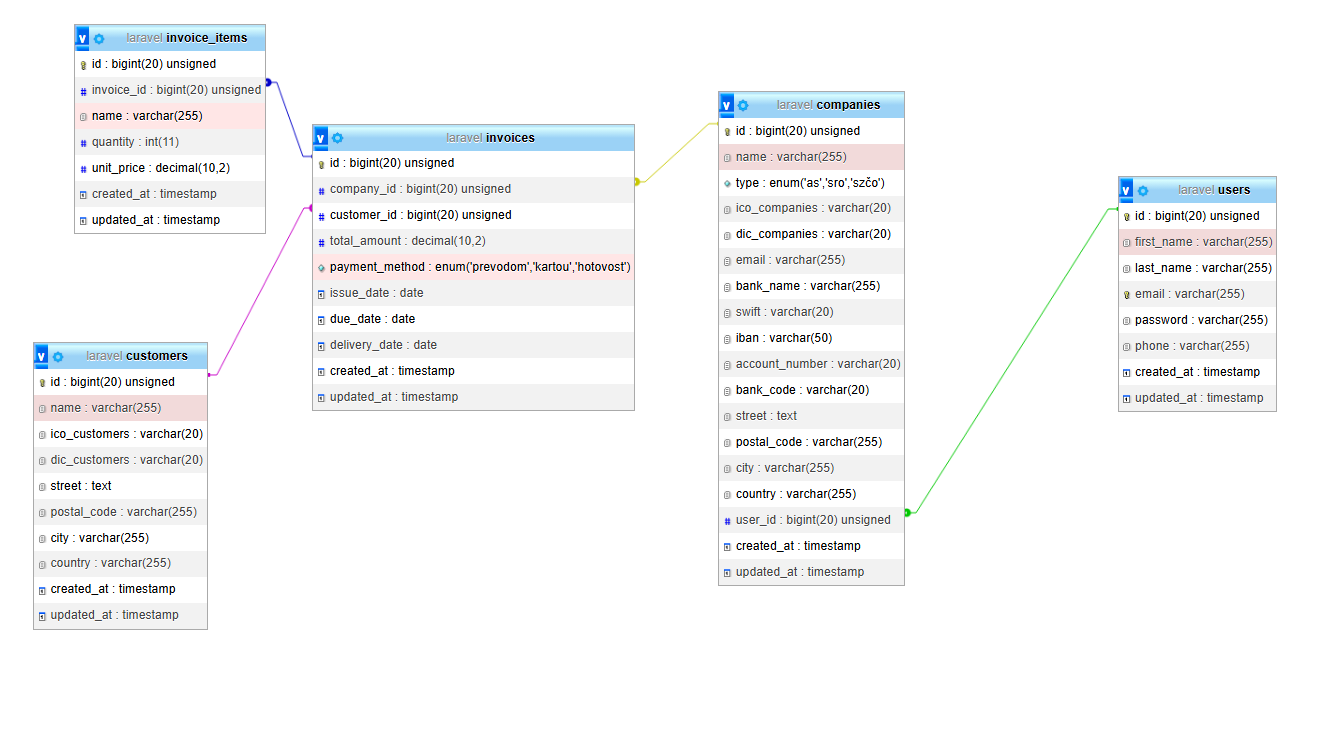 laravel invoice_items
id : bigint(20) unsigned
invoice_id : bigint(20) unsigned
name : varchar(255)
quantity : int(11)
unit_price : decimal(10,2)
created_at : timestamp
updated_at : timestamp
laravel invoices
id : bigint(20) unsigned
company_id : bigint(20) unsigned
customer_id : bigint(20) unsigned
total_amount : decimal(10,2)
payment_method : enum('prevodom','kartou','hotovost')
issue_date : date
due_date : date
delivery_date : date
created_at : timestamp
updated_at : timestamp
laravel customers
id : bigint(20) unsigned
name : varchar(255)
ico_customers : varchar(20)
dic_customers : varchar(20)
street : text
postal_code : varchar(255)
city : varchar(255)
country : varchar(255)
created_at : timestamp
updated_at : timestamp
laravel companies
id : bigint(20) unsigned
name : varchar(255)
type : enum('as','sro','szčo')
ico_companies : varchar(20)
dic_companies : varchar(20)
email : varchar(255)
bank_name : varchar(255)
swift : varchar(20)
iban : varchar(50)
account_number : varchar(20)
bank_code : varchar(20)
street : text
postal_code : varchar(255)
city : varchar(255)
country : varchar(255)
user_id : bigint(20) unsigned
created_at : timestamp
updated_at : timestamp
laravel users
id : bigint(20) unsigned
first_name : varchar(255)
last_name : varchar(255)
email : varchar(255)
password : varchar(255)
phone : varchar(255)
created_at : timestamp
updated_at : timestamp